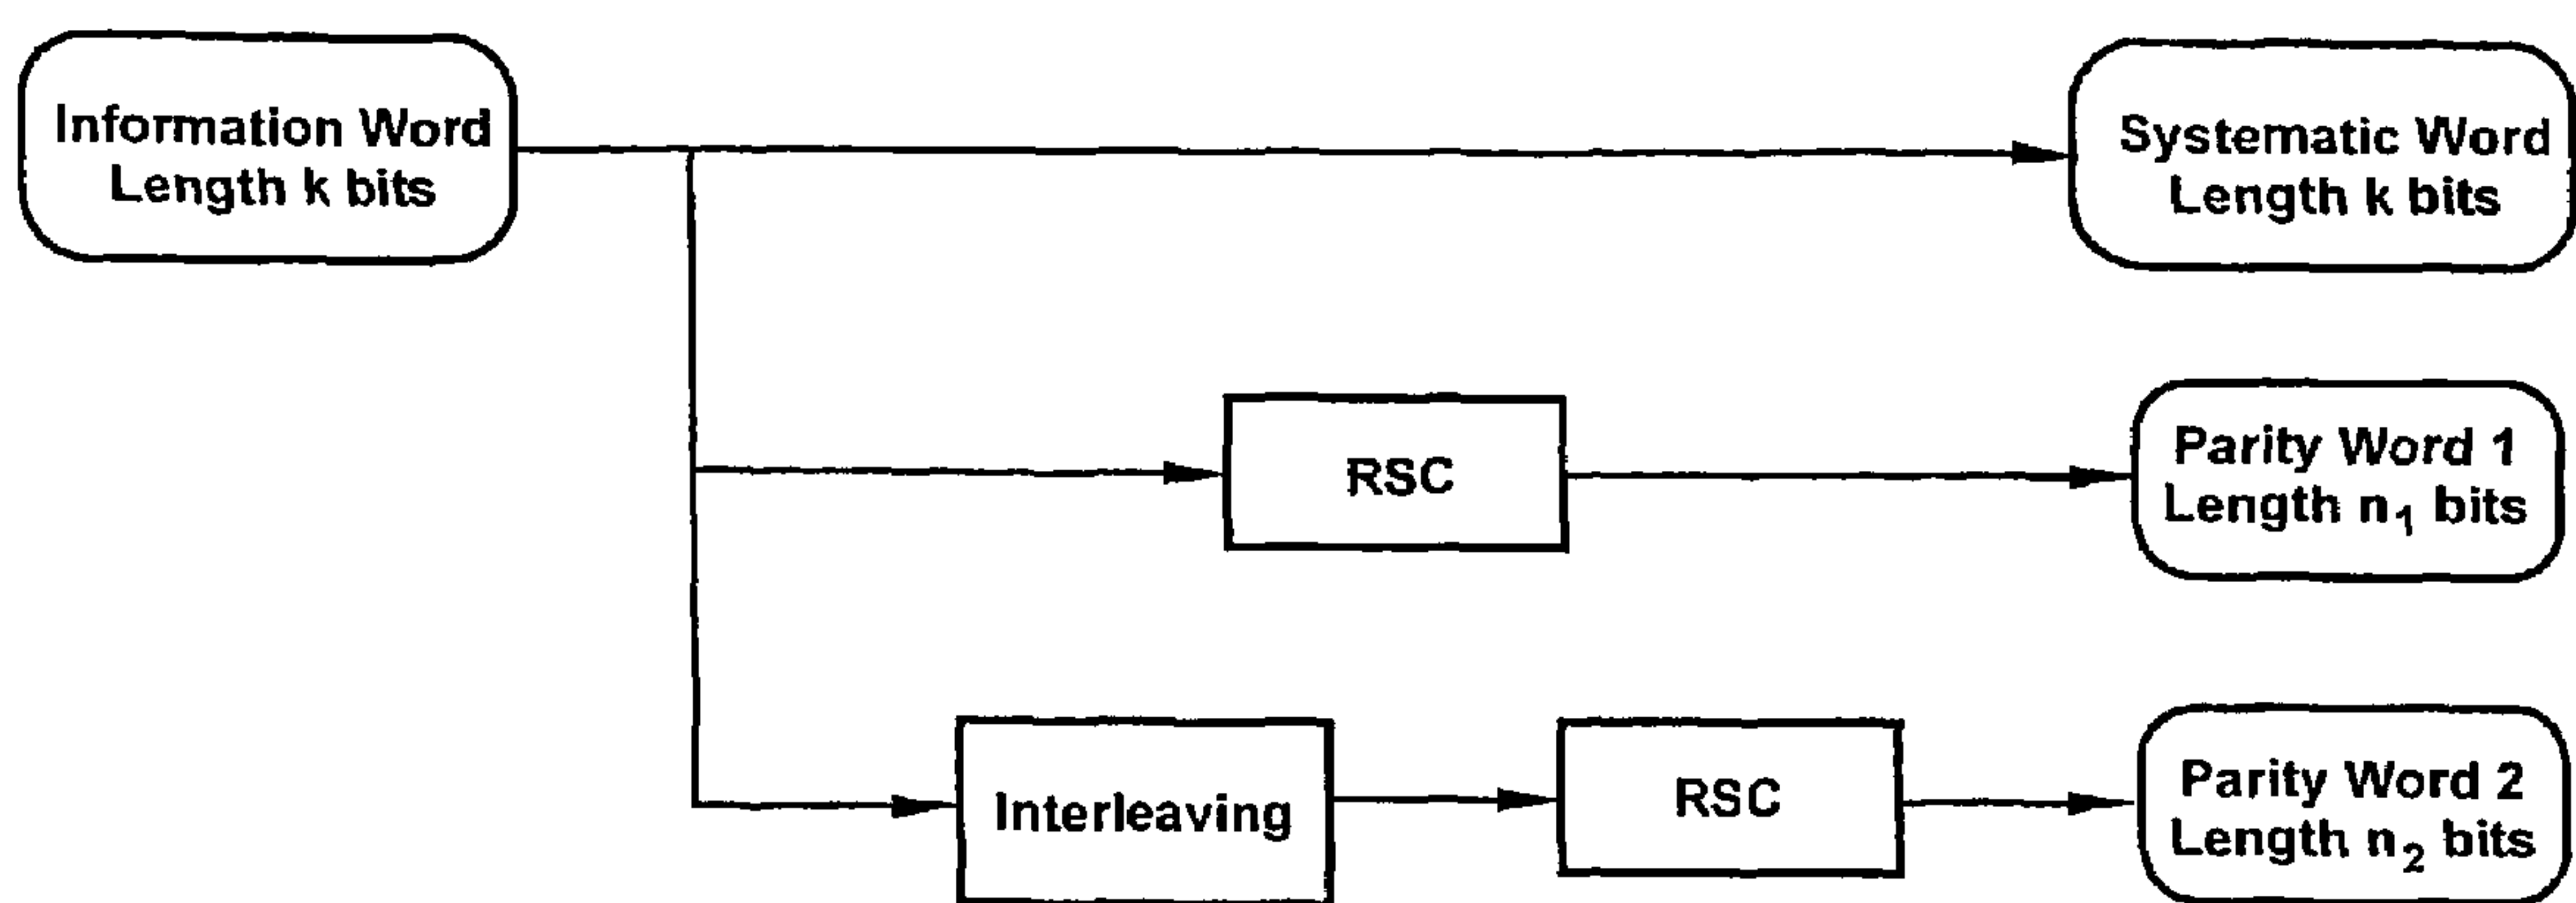 Information Word
Length k bits
Systematic Word
Length k bits
RSC
Parity Word 1
Length n₁ bits
Interleaving
RSC
Parity Word 2
Length n₂ bits